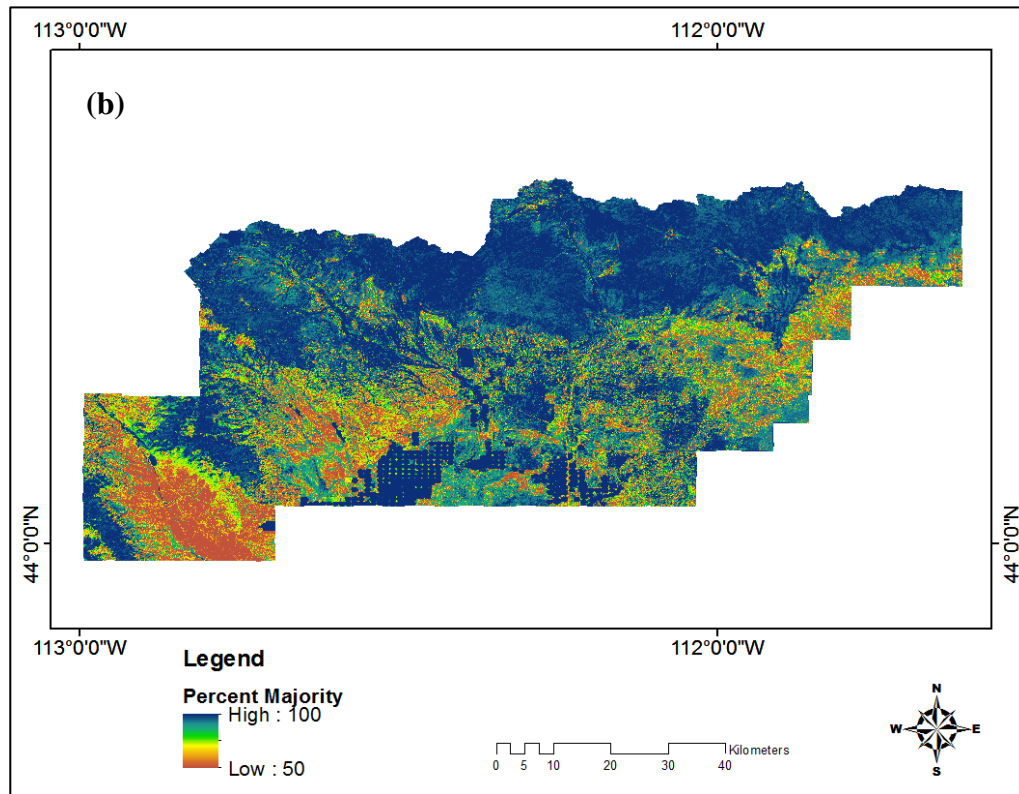 113°0'0"W 112°0'0"W
(b)
44°0'0"N 44°0'0"N
113°0'0"W 112°0'0"W
Legend
Percent Majority
High : 100
Low : 50
N
W E
S
Kilometers
0 5 10 20 30 40